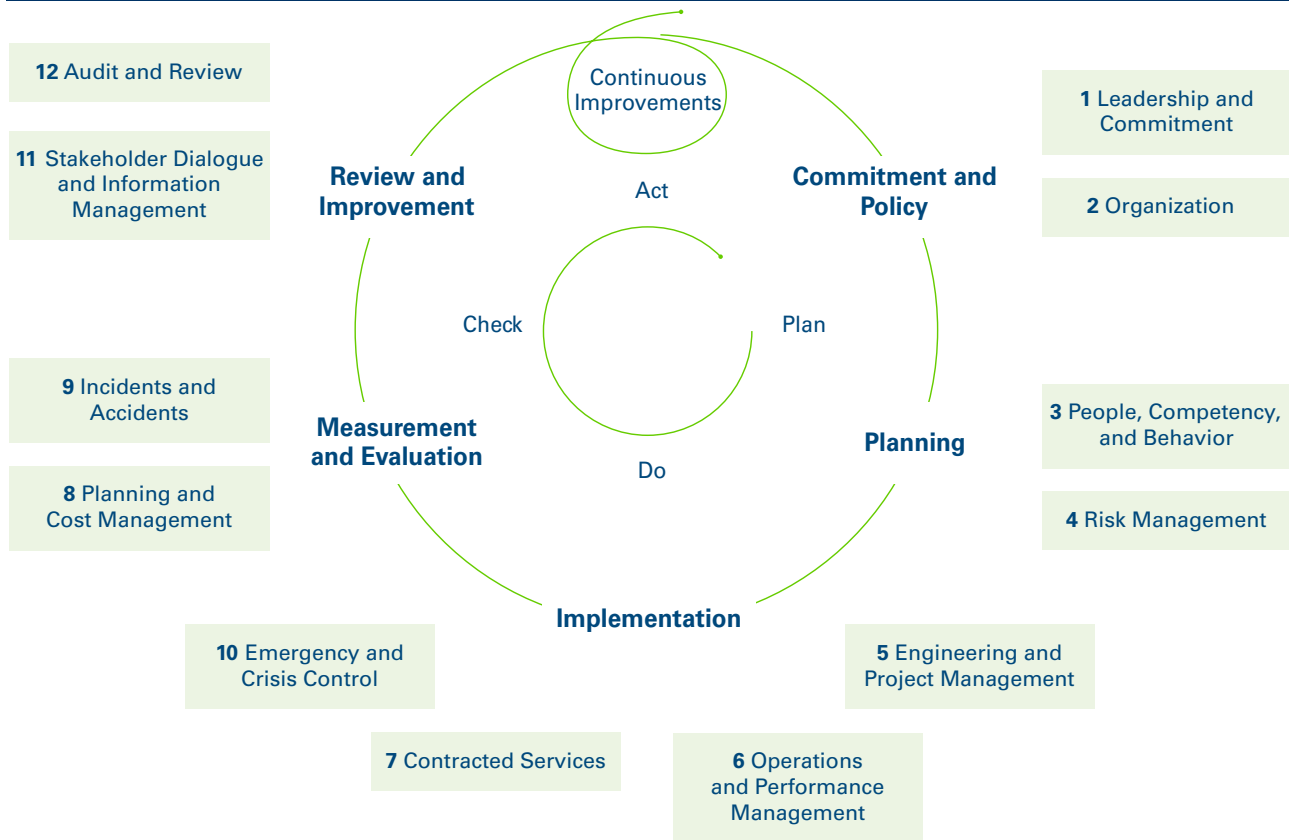 Continuous
Improvements
Act
Plan
Do
Check
Commitment and
Policy
1 Leadership and
Commitment
2 Organization
Planning
3 People, Competency,
and Behavior
4 Risk Management
Implementation
5 Engineering and
Project Management
6 Operations
and Performance
Management
7 Contracted Services
10 Emergency and
Crisis Control
Measurement
and Evaluation
8 Planning and
Cost Management
9 Incidents and
Accidents
Review and
Improvement
11 Stakeholder Dialogue
and Information
Management
12 Audit and Review